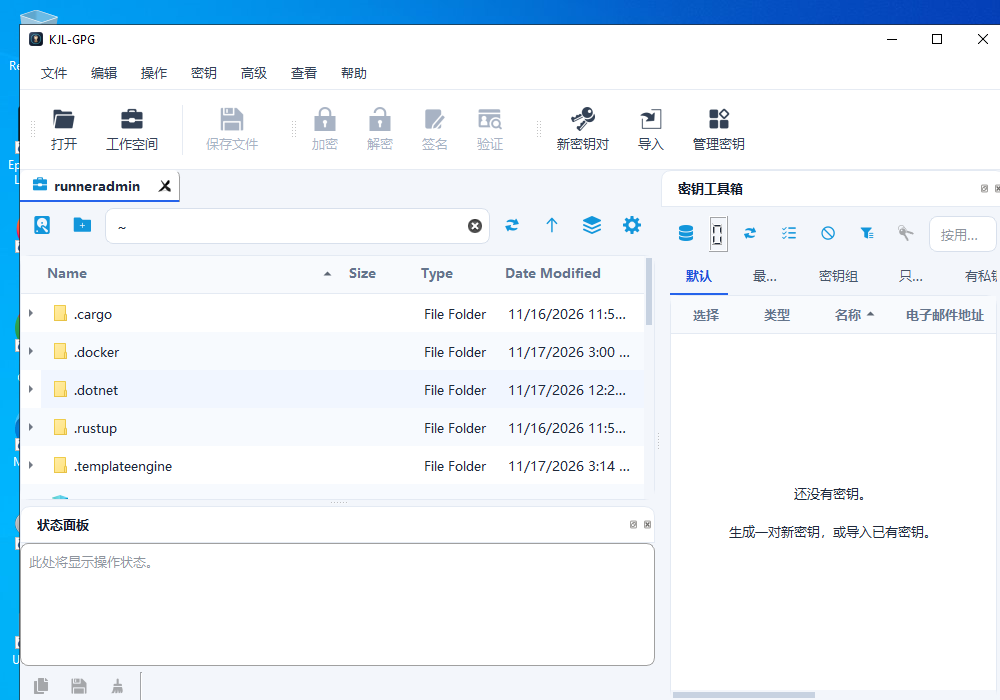 KJL-GPG
文件 编辑 操作 密钥 高级 查看 帮助
打开 工作空间 保存文件 加密 解密 签名 验证 新密钥对 导入 管理密钥
runneradmin
密钥工具箱
~
0
按用...
默认 最... 密钥组 只... 有私
Name Size Type Date Modified
选择 类型 名称 电子邮件地址
.cargo File Folder 11/16/2026 11:5...
.docker File Folder 11/17/2026 3:00 ...
.dotnet File Folder 11/17/2026 12:2...
.rustup File Folder 11/16/2026 11:5...
.templateengine File Folder 11/17/2026 3:14 ...
还没有密钥。
生成一对新密钥，或导入已有密钥。
状态面板
此处将显示操作状态。